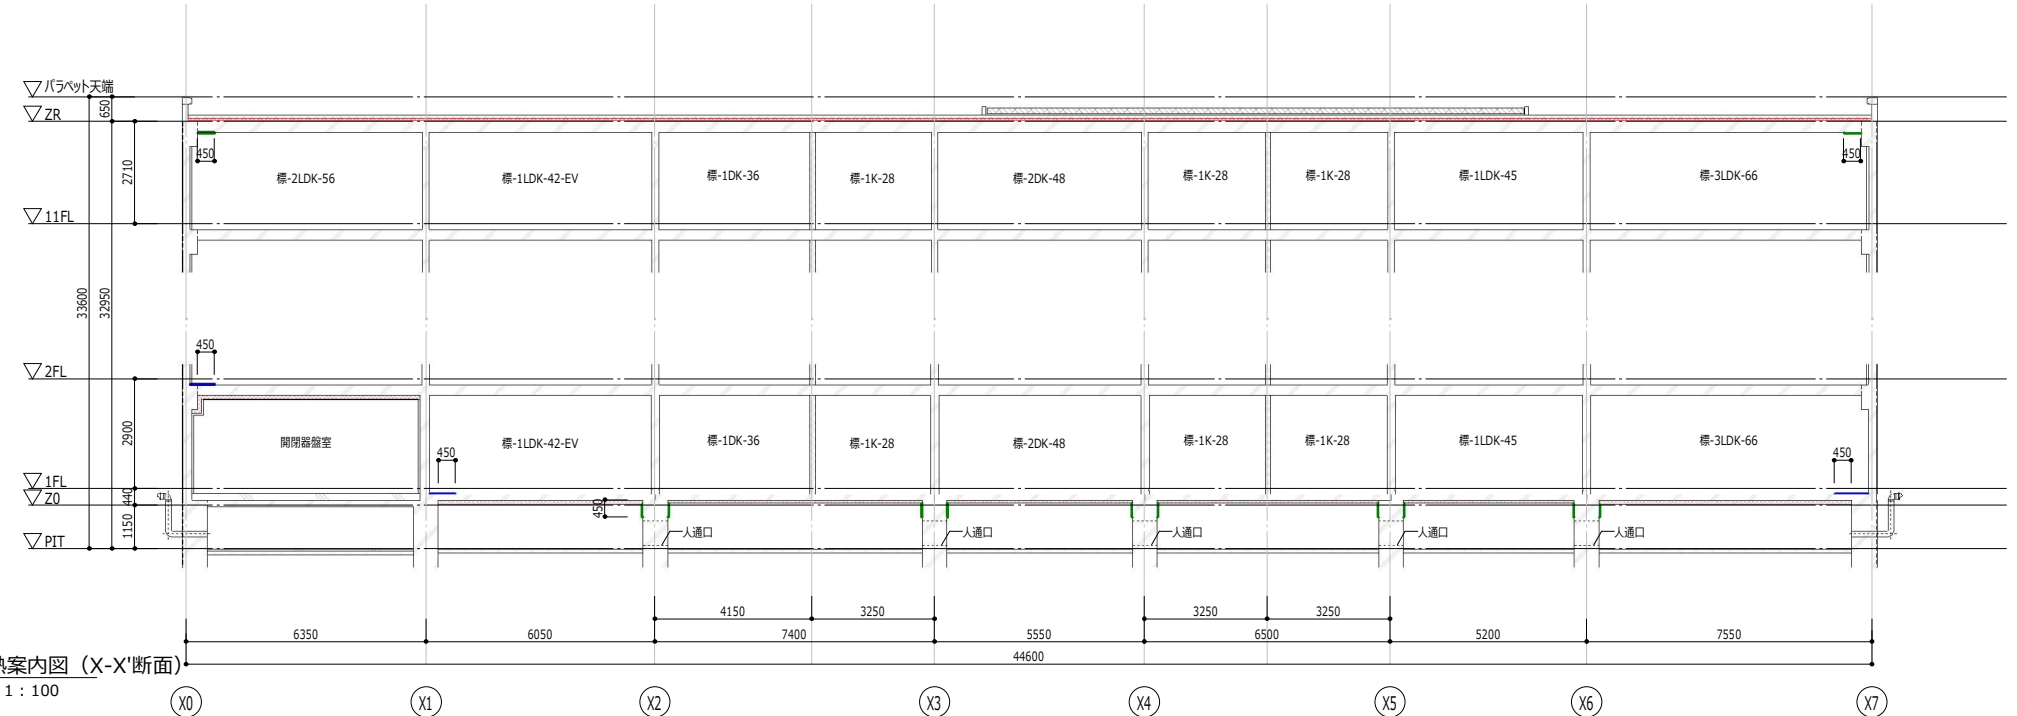 パラペット天端
650
ZR
450
450
2710
標-2LDK-56
標-1LDK-42-EV
標-1DK-36
標-1K-28
標-2DK-48
標-1K-28
標-1K-28
標-1LDK-45
標-3LDK-66
11FL
33600
32950
450
2FL
2900
開閉器盤室
標-1LDK-42-EV
標-1DK-36
標-1K-28
標-2DK-48
標-1K-28
標-1K-28
標-1LDK-45
標-3LDK-66
450
450
1FL
440
Z0
450
1150
人通口
人通口
人通口
人通口
人通口
PIT
4150
3250
3250
3250
6350
6050
7400
5550
6500
5200
7550
44600
熱案内図（X-X'断面）
1：100
X0
X1
X2
X3
X4
X5
X6
X7